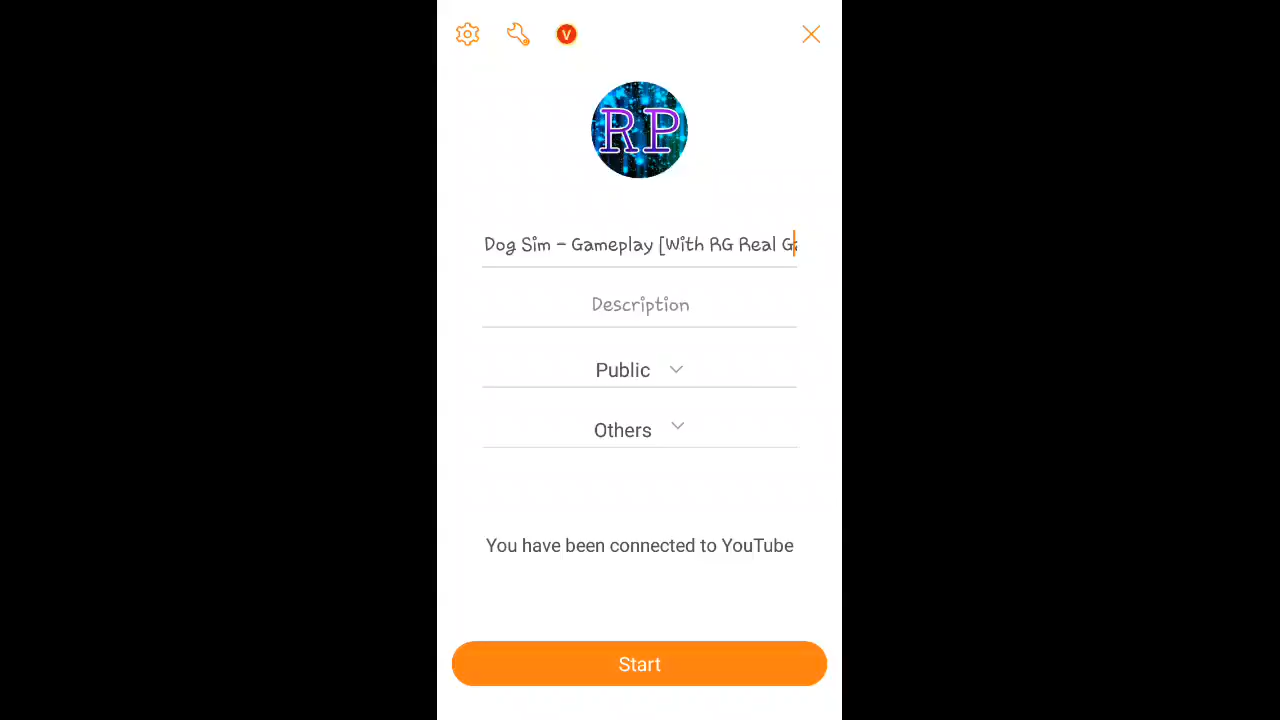 V
RP
Dog Sim - Gameplay [With RG Real
Description
Public
Others
You have been connected to YouTube
Start